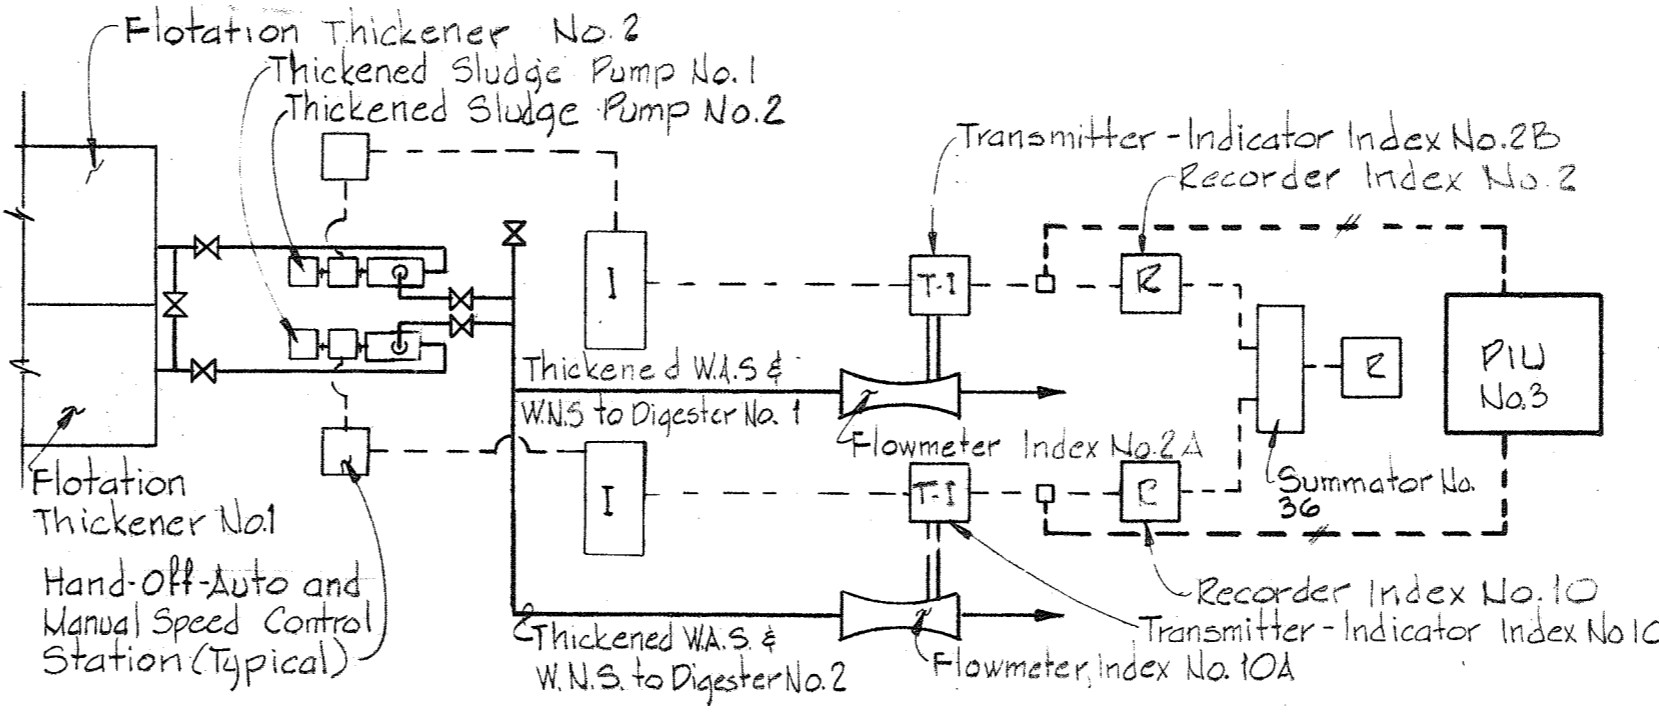 Flotation Thickener No. 2
Thickened Sludge Pump No. 1
Thickened Sludge Pump No. 2
Transmitter - Indicator Index No. 2B
Recorder Index No. 2
I
T-I
R
R
PIU
No.3
Thickened W.A.S &
W.N.S to Digester No. 1
Flowmeter Index No. 2A
I
T-I
R
Summator No.
36
Flotation
Thickener No.1
Hand-Off-Auto and
Manual Speed Control
Station (Typical)
Recorder Index No. 10
Transmitter - Indicator Index No
Thickened W.A.S. &
W.N.S. to Digester No. 2
Flowmeter, Index No. 10A